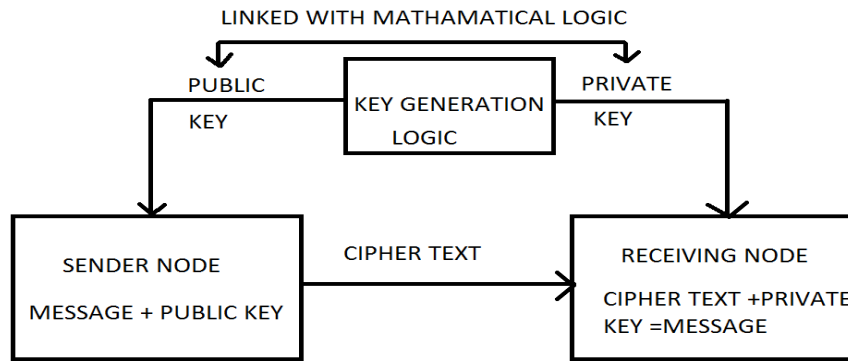 LINKED WITH MATHAMATICAL LOGIC
PUBLIC
KEY
KEY GENERATION
LOGIC
PRIVATE
KEY
SENDER NODE
MESSAGE + PUBLIC KEY
CIPHER TEXT
RECEIVING NODE
CIPHER TEXT +PRIVATE
KEY =MESSAGE